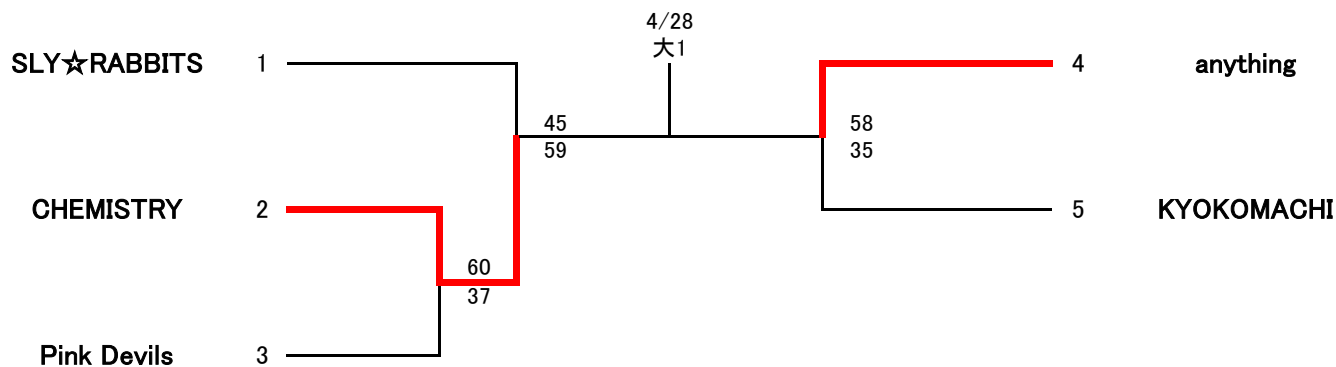 4/28
大1
SLY☆RABBITS 1
4 anything
45
59
58
35
CHEMISTRY 2
5 KYOKOMACHI
60
37
Pink Devils 3